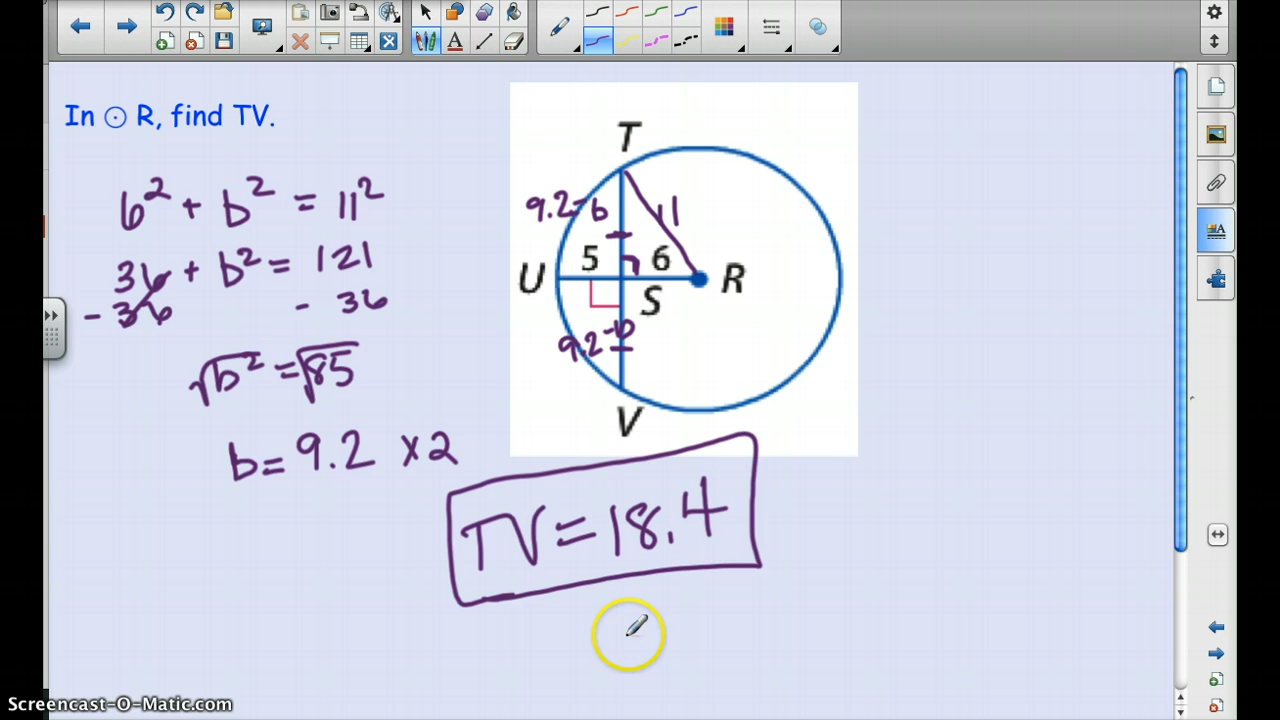 In ⊙ R, find TV.
6² + b² = 11²
36 + b² = 121
- 36 - 36
√b² = √85
b = 9.2 x2
TV = 18.4
T
9.2 - b
11
5
6
U
R
S
9.2 - b
V
Screencast-O-Matic.com